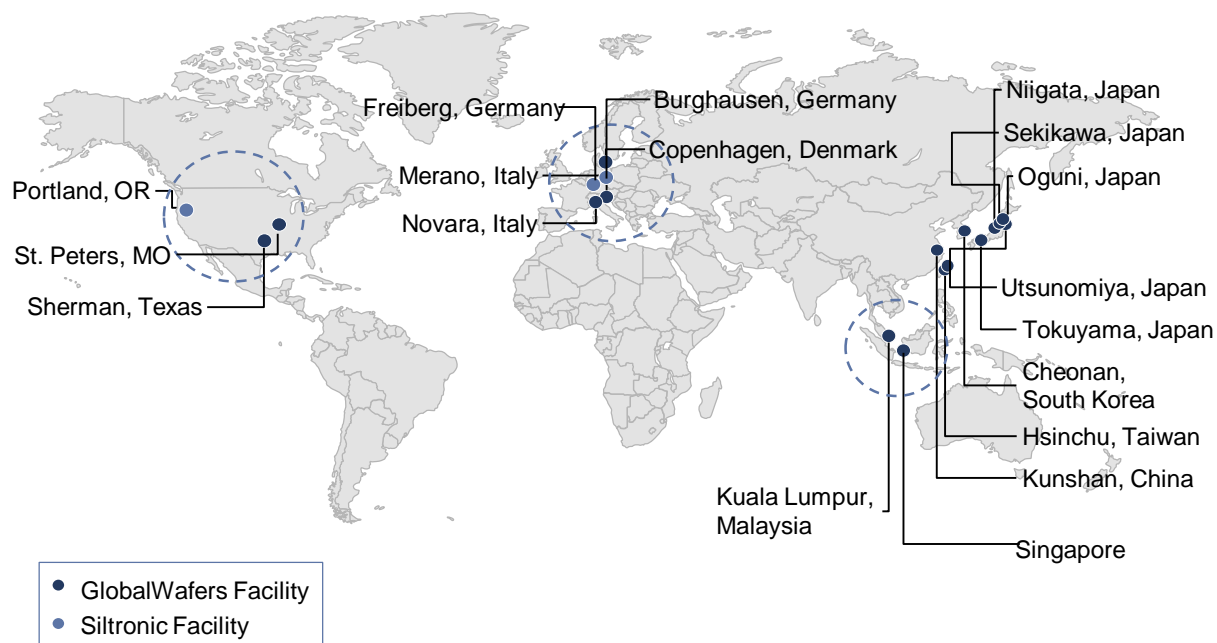 Freiberg, Germany
Burghausen, Germany
Niigata, Japan
Sekikawa, Japan
Copenhagen, Denmark
Merano, Italy
Oguni, Japan
Portland, OR
Novara, Italy
St. Peters, MO
Utsunomiya, Japan
Sherman, Texas
Tokuyama, Japan
Cheonan,
South Korea
Hsinchu, Taiwan
Kunshan, China
Kuala Lumpur,
Malaysia
Singapore
GlobalWafers Facility
Siltronic Facility